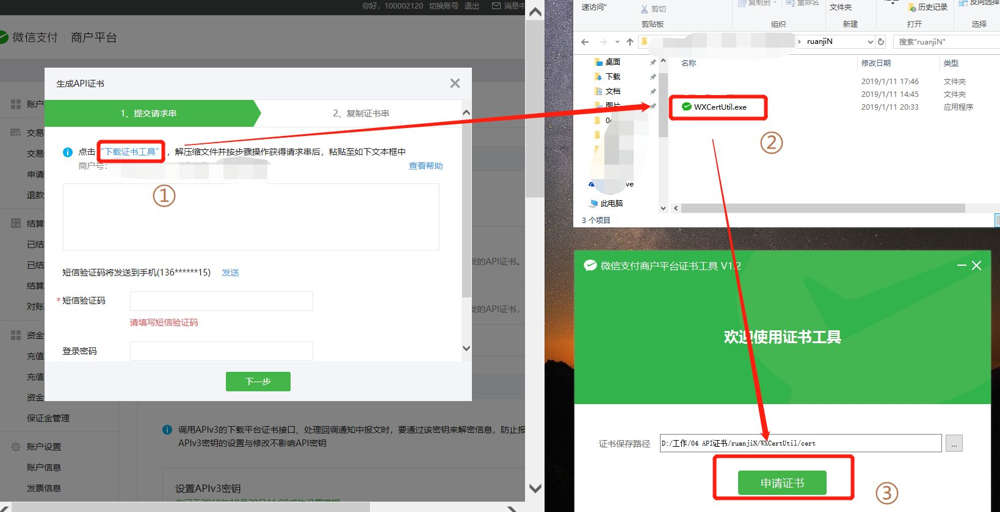 你好，100002120 切换账号 退出 消息中
微信支付 商户平台
生成API证书
1、提交请求串
2、复制证书串
点击 “下载证书工具”，解压缩文件并按步骤操作获得请求串后，粘贴至如下文本框中
商户号：
查看帮助
①
短信验证码将发送到手机(136******15) 发送
*短信验证码
请填写短信验证码
登录密码
下一步
账户
交易
交易
申请
退款
结算
已结
已结
结算
对账
资金
充值
充值
资金
保证金管理
账户设置
账户信息
发票信息
发的API证书。
发的API证书，
调用APIv3的下载平台证书接口、处理回调通知中报文时，要通过该密钥来解密信息，防止报
APIv3密钥的设置与修改不影响API密钥
设置APIv3密钥
速访问”
剪切
复制到
重命名
文件夹
历史记录
反向选择
剪贴板
组织
新建
打开
选择
ruanjiN
搜索"ruanjiN"
桌面
下载
文档
图片
04
ve
此电脑
名称
修改日期
类型
2019/1/11 17:46 文件夹
2019/1/11 14:45 文件夹
WXCertUtil.exe
2019/1/11 20:33 应用程序
②
3 个项目
微信支付商户平台证书工具 V1.2
欢迎使用证书工具
证书保存路径
D:/工作/04 API证书/ruanjiN/WXCertUtil/cert
...
申请证书
③